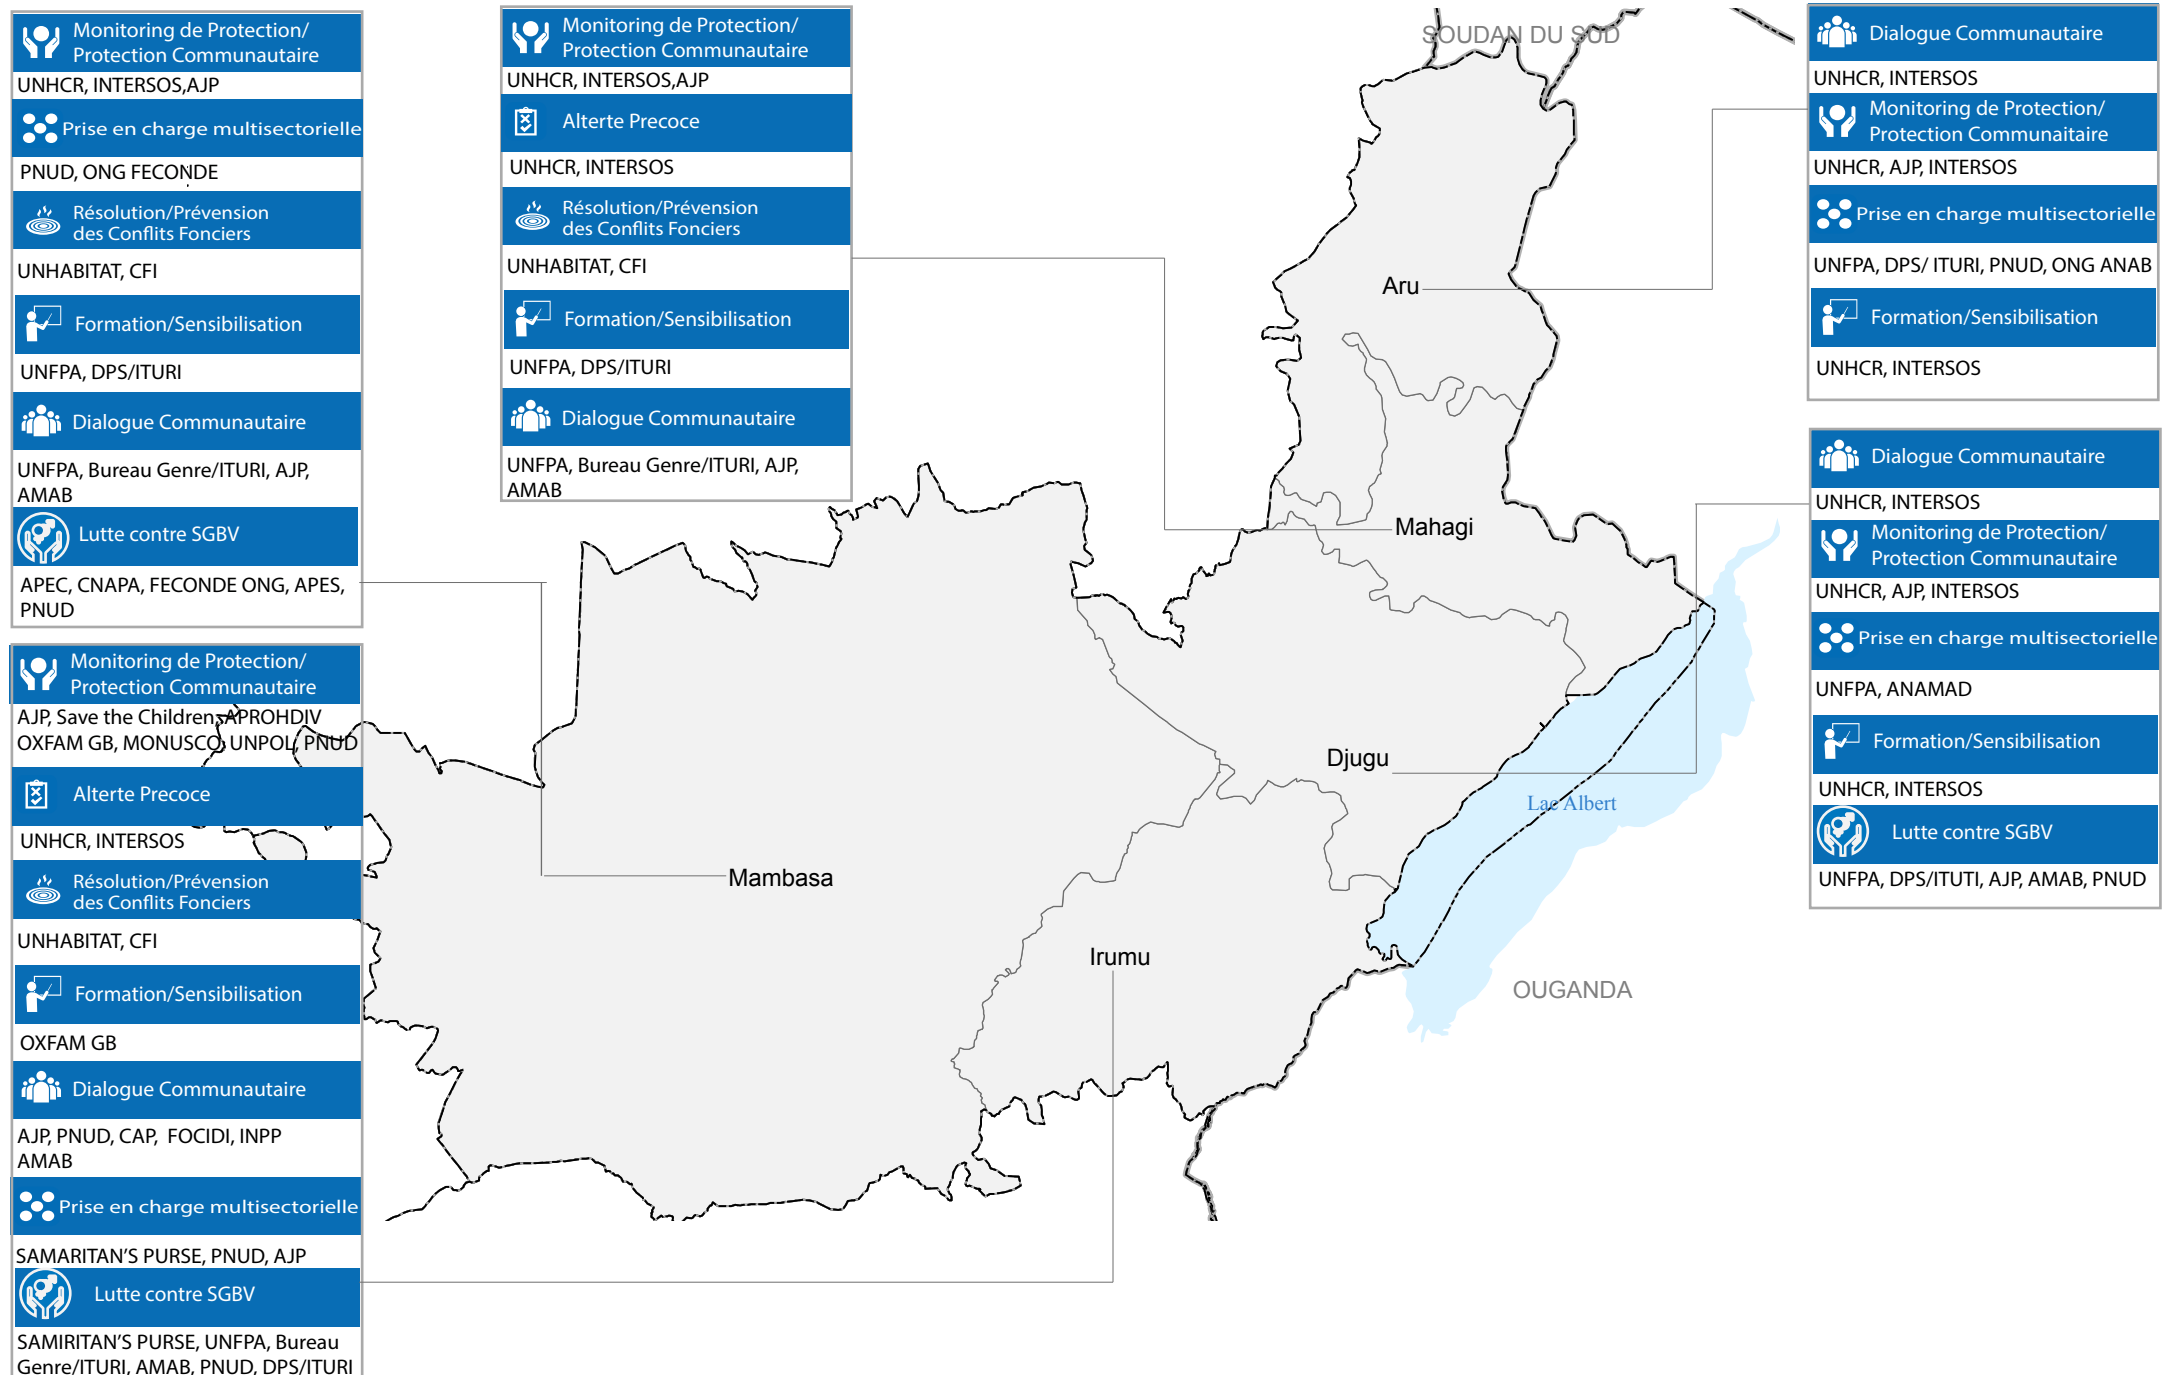 Monitoring de Protection/
Protection Communautaire
UNHCR, INTERSOS,AJP
Prise en charge multisectorielle
PNUD, ONG FECONDE
Résolution/Prévension
des Conflits Fonciers
UNHABITAT, CFI
Formation/Sensibilisation
UNFPA, DPS/ITURI
Dialogue Communautaire
UNFPA, Bureau Genre/ITURI, AJP,
AMAB
Lutte contre SGBV
APEC, CNAPA, FECONDE ONG, APES,
PNUD
Monitoring de Protection/
Protection Communautaire
AJP, Save the Children, APROHDIV
OXFAM GB, MONUSCO, UNPOL, PNUD
Alterte Precoce
UNHCR, INTERSOS
Résolution/Prévension
des Conflits Fonciers
UNHABITAT, CFI
Formation/Sensibilisation
OXFAM GB
Dialogue Communautaire
AJP, PNUD, CAP, FOCIDI, INPP
AMAB
Prise en charge multisectorielle
SAMARITAN'S PURSE, PNUD, AJP
Lutte contre SGBV
SAMIRITAN'S PURSE, UNFPA, Bureau
Genre/ITURI, AMAB, PNUD, DPS/ITURI
Monitoring de Protection/
Protection Communautaire
UNHCR, INTERSOS,AJP
Alterte Precoce
UNHCR, INTERSOS
Résolution/Prévension
des Conflits Fonciers
UNHABITAT, CFI
Formation/Sensibilisation
UNFPA, DPS/ITURI
Dialogue Communautaire
UNFPA, Bureau Genre/ITURI, AJP,
AMAB
SOUDAN DU SUD
Aru
Mahagi
Djugu
Lac Albert
Mambasa
Irumu
OUGANDA
Dialogue Communautaire
UNHCR, INTERSOS
Monitoring de Protection/
Protection Communaitaire
UNHCR, AJP, INTERSOS
Prise en charge multisectorielle
UNFPA, DPS/ ITURI, PNUD, ONG ANAB
Formation/Sensibilisation
UNHCR, INTERSOS
Dialogue Communautaire
UNHCR, INTERSOS
Monitoring de Protection/
Protection Communautaire
UNHCR, AJP, INTERSOS
Prise en charge multisectorielle
UNFPA, ANAMAD
Formation/Sensibilisation
UNHCR, INTERSOS
Lutte contre SGBV
UNFPA, DPS/ITUTI, AJP, AMAB, PNUD